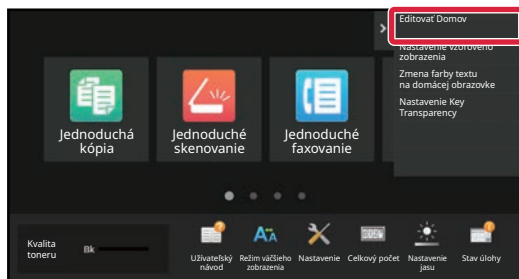 Editovať Domov
Nastavenie vzorového
zobrazenia
Zmena farby textu
na domácej obrazovke
Nastavenie Key
Transparency
Jednoduchá
kópia
Jednoduché
skenovanie
Jednoduché
faxovanie
Kvalita
toneru
Bk
Užívateľský
návod
Režim väčšieho
zobrazenia
Nastavenie
Celkový počet
Nastavenie
jasu
Stav úlohy